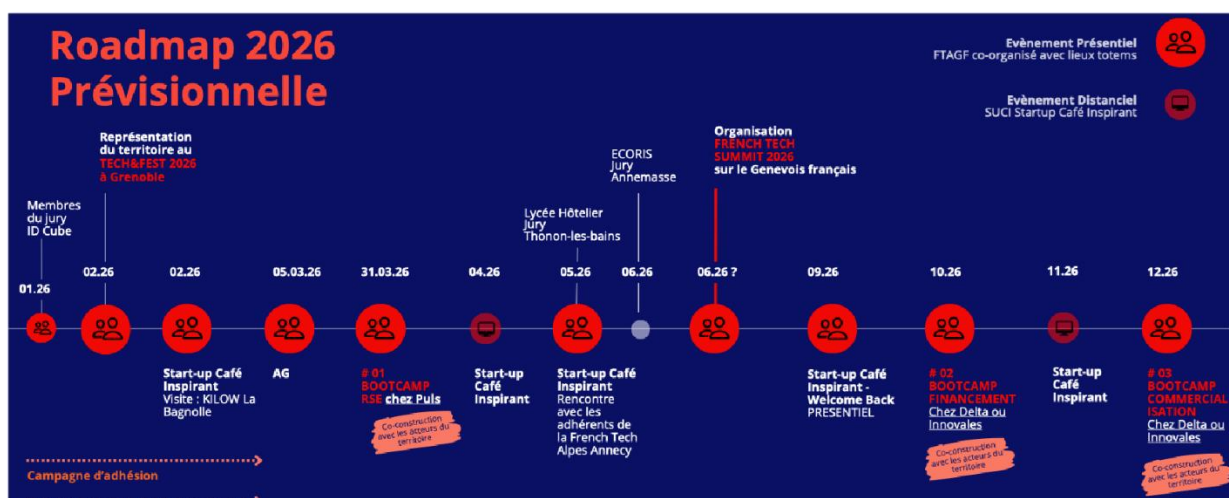 Roadmap 2026
Prévisionnelle
Evènement Présentiel
FTAGF co-organisé avec lieux totems
Evènement Distanciel
SUCI Startup Café Inspirant
Membres
du jury
ID Cube
Représentation
du territoire au
TECH&FEST 2026
à Grenoble
Lycée Hôtelier
Jury
Thonon-les-bains
ECORIS
Jury
Annemasse
Organisation
FRENCH TECH
SUMMIT 2026
sur le Genevois français
01.26
02.26
02.26
05.03.26
31.03.26
04.26
05.26
06.26
06.26 ?
09.26
10.26
11.26
12.26
Start-up Café
Inspirant
Visite : KILOW La
Bagnolle
AG
# 01
BOOTCAMP
RSE chez Puls
Co-construction
avec les acteurs du
territoire
Start-up
Café
Inspirant
Start-up Café
Inspirant
Rencontre
avec les
adhérents de
la French Tech
Alpes Annecy
Start-up Café
Inspirant -
Welcome Back
PRESENTIEL
# 02
BOOTCAMP
FINANCEMENT
Chez Delta ou
Innovales
Co-construction
avec les acteurs du
territoire
Start-up
Café
Inspirant
# 03
BOOTCAMP
COMMERCIAL
ISATION
Chez Delta ou
Innovales
Co-construction
avec les acteurs du
territoire
Campagne d'adhésion